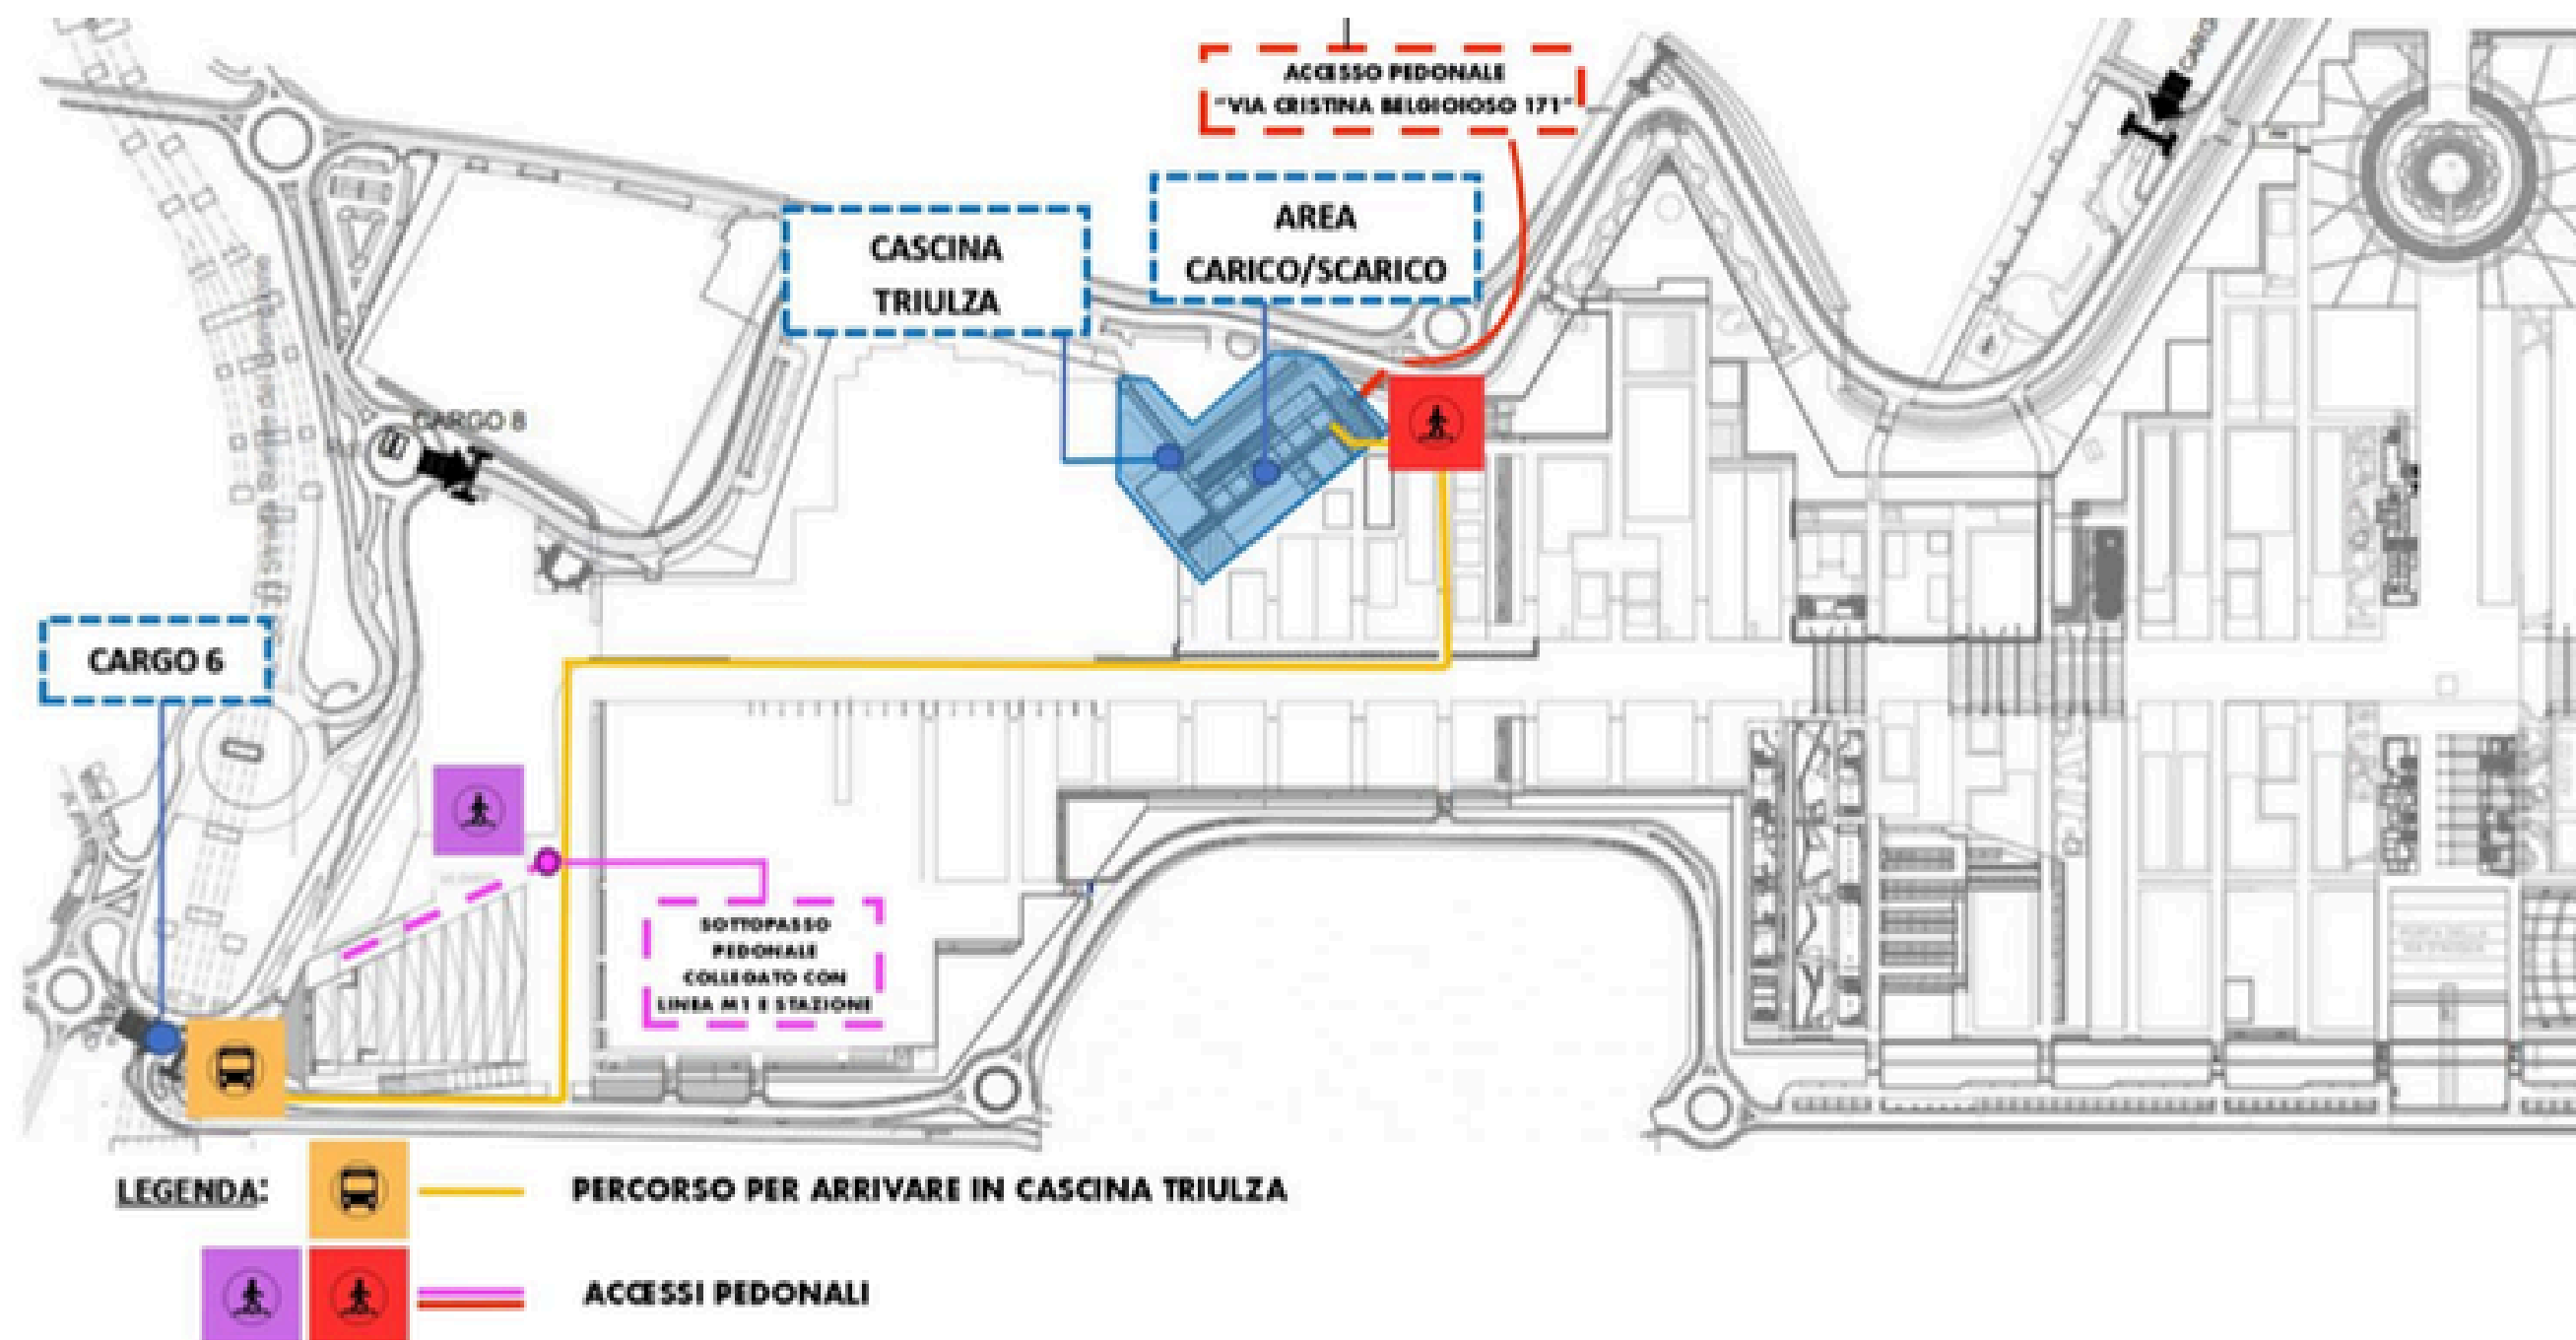 ACCESSO PEDONALE
"VIA CRISTINA BELGIOIOSO 171"
AREA
CARICO/SCARICO
CASCINA
TRIULZA
CARGO 8
CARGO 6
SOTTOPASSO
PEDONALE
COLLEGATO CON
LINEA M1 E STAZIONE
LEGENDA:
PERCORSO PER ARRIVARE IN CASCINA TRIULZA
ACCESSI PEDONALI